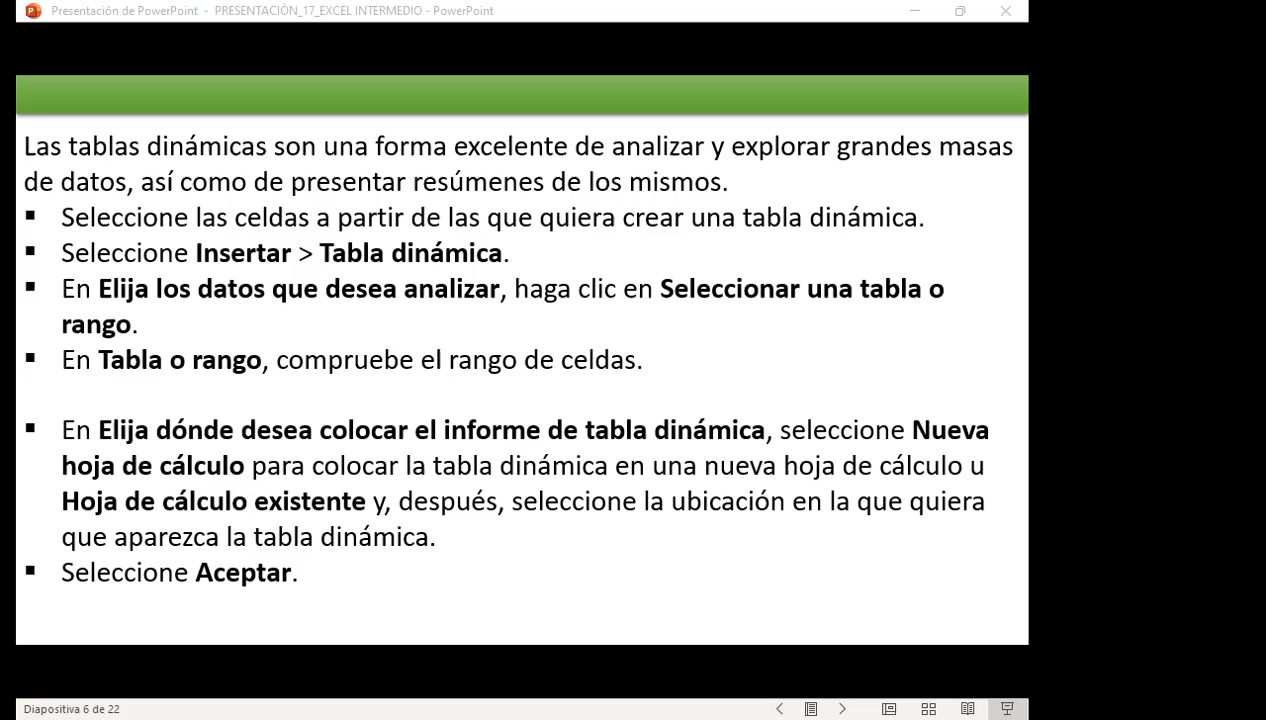 Presentación de PowerPoint - PRESENTACIÓN_17_EXCEL INTERMEDIO - PowerPoint
Las tablas dinámicas son una forma excelente de analizar y explorar grandes masas
de datos, así como de presentar resúmenes de los mismos.
▪ Seleccione las celdas a partir de las que quiera crear una tabla dinámica.
▪ Seleccione Insertar > Tabla dinámica.
▪ En Elija los datos que desea analizar, haga clic en Seleccionar una tabla o
rango.
▪ En Tabla o rango, compruebe el rango de celdas.
▪ En Elija dónde desea colocar el informe de tabla dinámica, seleccione Nueva
hoja de cálculo para colocar la tabla dinámica en una nueva hoja de cálculo u
Hoja de cálculo existente y, después, seleccione la ubicación en la que quiera
que aparezca la tabla dinámica.
▪ Seleccione Aceptar.
Diapositiva 6 de 22